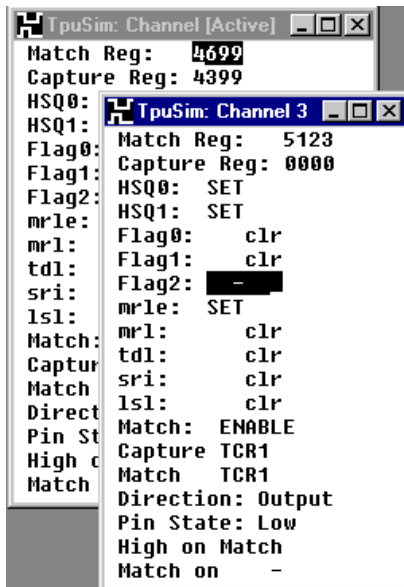 TpuSim: Channel [Active]
Match Reg: 4699
Capture Reg: 4399
HSQ0:
HSQ1:
Flag0:
Flag1:
Flag2:
mrle:
mrl:
tdl:
sri:
lsl:
Match:
Captur
Match
Direct
Pin St
High o
Match
TpuSim: Channel 3
Match Reg: 5123
Capture Reg: 0000
HSQ0: SET
HSQ1: SET
Flag0: clr
Flag1: clr
Flag2: -
mrle: SET
mrl: clr
tdl: clr
sri: clr
lsl: clr
Match: ENABLE
Capture TCR1
Match TCR1
Direction: Output
Pin State: Low
High on Match
Match on -